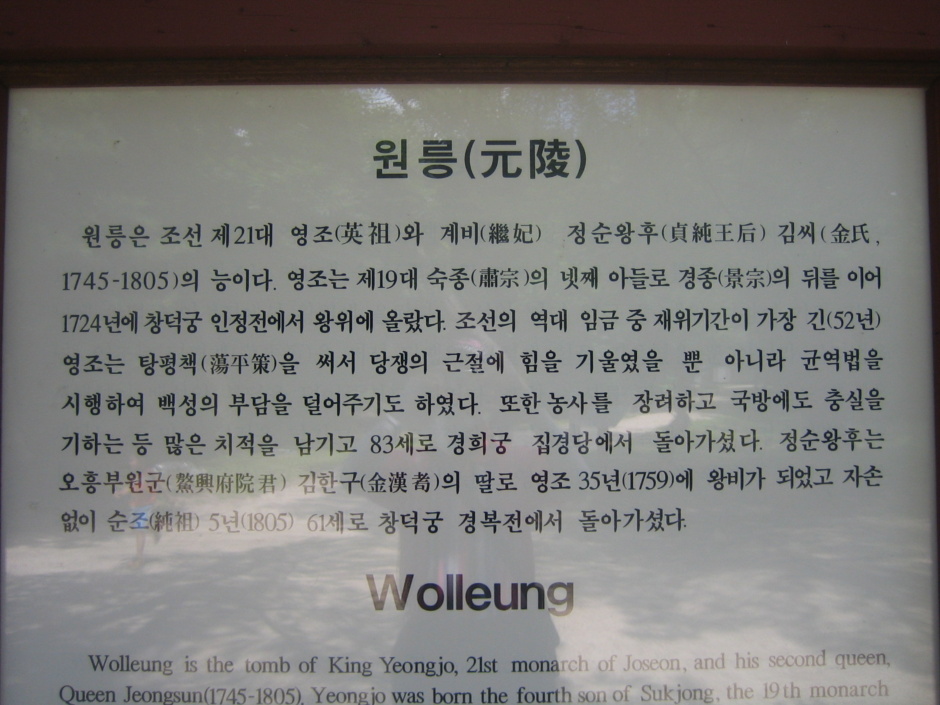 원릉(元陵)
원릉은 조선 제21대 영조(英祖)와 계비(繼妃) 정순왕후(貞純王后) 김씨(金氏,
1745-1805)의 능이다. 영조는 제19대 숙종(肅宗)의 넷째 아들로 경종(景宗)의 뒤를 이어
1724년에 창덕궁 인정전에서 왕위에 올랐다. 조선의 역대 임금 중 재위기간이 가장 긴(52년)
영조는 탕평책(蕩平策)을 써서 당쟁의 근절에 힘을 기울였을 뿐 아니라 균역법을
시행하여 백성의 부담을 덜어주기도 하였다. 또한 농사를 장려하고 국방에도 충실을
기하는 등 많은 치적을 남기고 83세로 경희궁 집경당에서 돌아가셨다. 정순왕후는
오흥부원군(鰲興府院君) 김한구(金漢耈)의 딸로 영조 35년(1759)에 왕비가 되었고 자손
없이 순조(純祖) 5년(1805) 61세로 창덕궁 경복전에서 돌아가셨다.
Wolleung
Wolleung is the tomb of King Yeongjo, 21st monarch of Joseon, and his second queen,
Queen Jeongsun(1745-1805). Yeongjo was born the fourth son of Sukjong, the 19th monarch